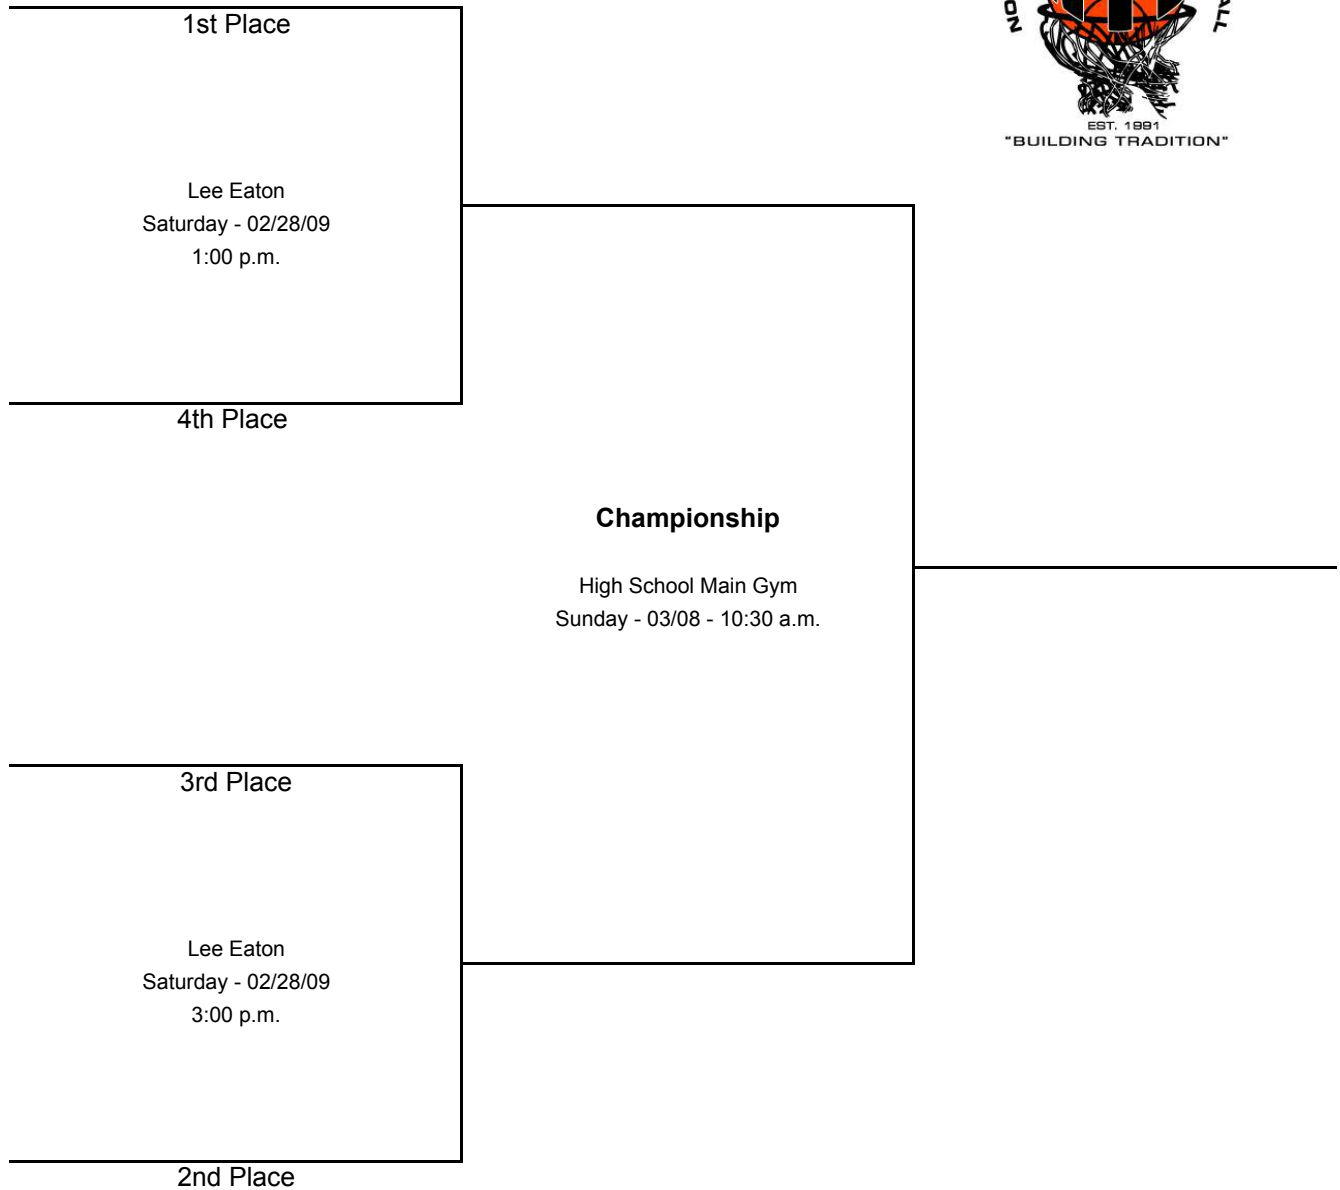 1st Place
ON
ALL
EST. 1991
"BUILDING TRADITION"
Lee Eaton
Saturday - 02/28/09
1:00 p.m.
4th Place
Championship
High School Main Gym
Sunday - 03/08 - 10:30 a.m.
3rd Place
Lee Eaton
Saturday - 02/28/09
3:00 p.m.
2nd Place